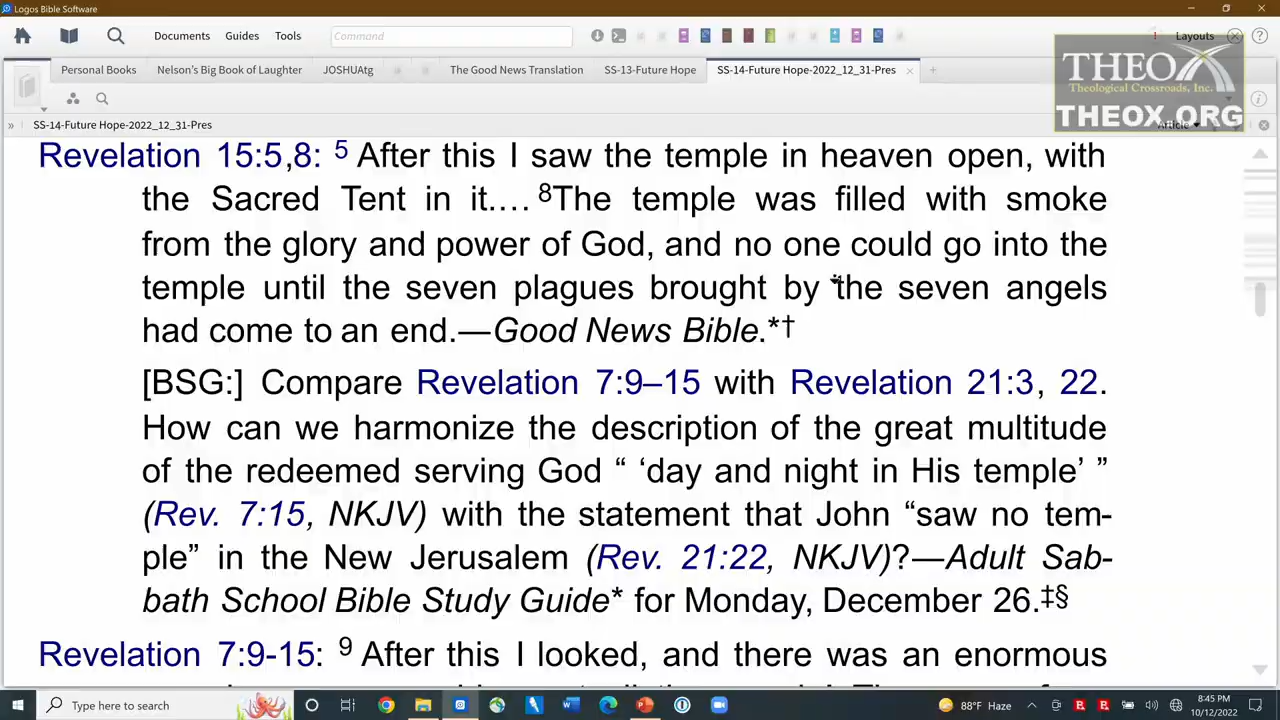 Logos Bible Software
Documents Guides Tools Command Layouts
THEOX
Theological Crossroads, Inc.
THEOX.ORG
Personal Books Nelson's Big Book of Laughter JOSHUAtg The Good News Translation SS-13-Future Hope SS-14-Future Hope-2022_12_31-Pres
» SS-14-Future Hope-2022_12_31-Pres Article
Revelation 15:5,8: 5 After this I saw the temple in heaven open, with
the Sacred Tent in it.… 8The temple was filled with smoke
from the glory and power of God, and no one could go into the
temple until the seven plagues brought by the seven angels
had come to an end.—Good News Bible.*†
[BSG:] Compare Revelation 7:9–15 with Revelation 21:3, 22.
How can we harmonize the description of the great multitude
of the redeemed serving God “ ‘day and night in His temple’ ”
(Rev. 7:15, NKJV) with the statement that John “saw no tem-
ple” in the New Jerusalem (Rev. 21:22, NKJV)?—Adult Sab-
bath School Bible Study Guide* for Monday, December 26.‡§
Revelation 7:9-15: 9 After this I looked, and there was an enormous
Type here to search
88°F Haze
8:45 PM
10/12/2022